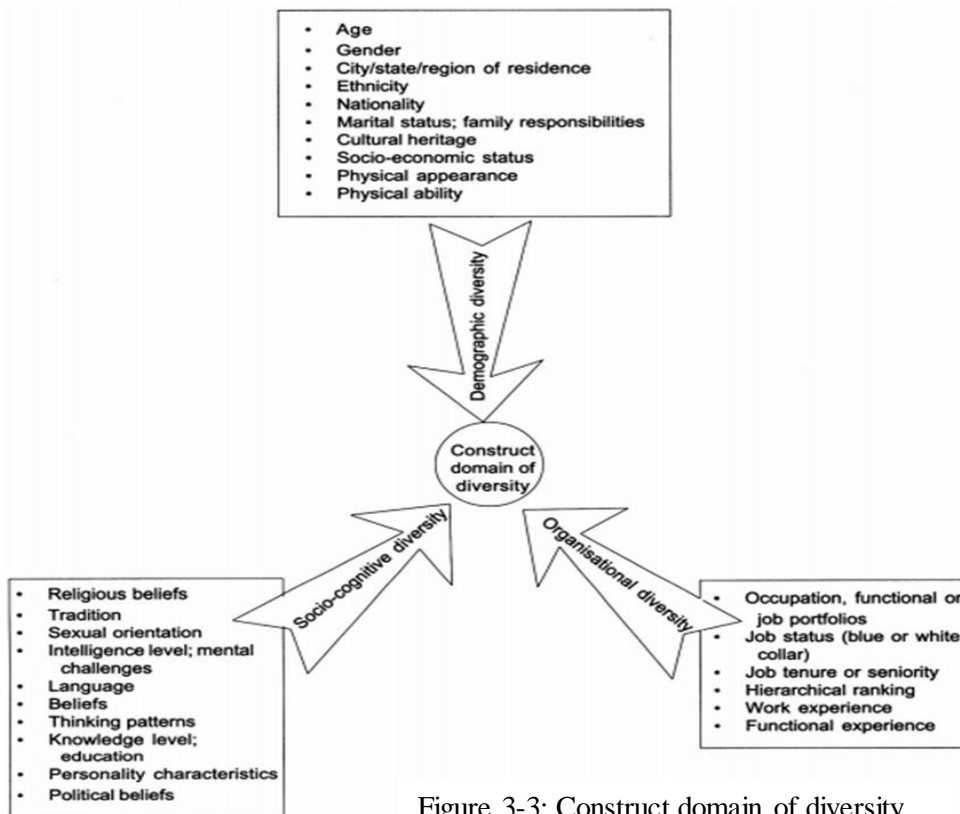 • Age
• Gender
• City/state/region of residence
• Ethnicity
• Nationality
• Marital status; family responsibilities
• Cultural heritage
• Socio-economic status
• Physical appearance
• Physical ability
Demographic diversity
Construct
domain of
diversity
Socio-cognitive diversity
Organisational diversity
• Religious beliefs
• Tradition
• Sexual orientation
• Intelligence level; mental
challenges
• Language
• Beliefs
• Thinking patterns
• Knowledge level;
education
• Personality characteristics
• Political beliefs
• Occupation, functional or
job portfolios
• Job status (blue or white
collar)
• Job tenure or seniority
• Hierarchical ranking
• Work experience
• Functional experience
Figure 3-3: Construct domain of diversity